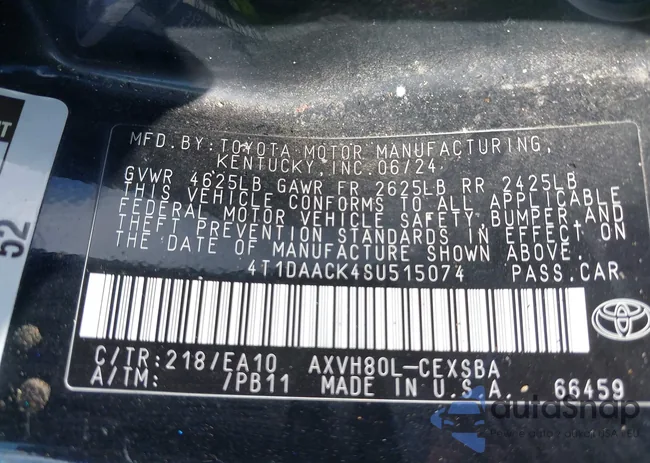 MFD.BY: TOYOTA MOTOR MANUFACTURING,
KENTUCKY, INC. 06/24
GVWR 4625LB GAWR FR 2625LB RR 2425LB
THIS VEHICLE CONFORMS TO ALL APPLICABLE
FEDERAL MOTOR VEHICLE SAFETY, BUMPER, AND
THEFT PREVENTION STANDARDS IN EFFECT ON
THE DATE OF MANUFACTURE SHOWN ABOVE.
4T1DAACK4SU515074 PASS.CAR
C/TR:218/EA10 AXVH80L-CEXSBA
A/TM: /PB11 MADE IN U.S.A. 66459
52
auidSnap